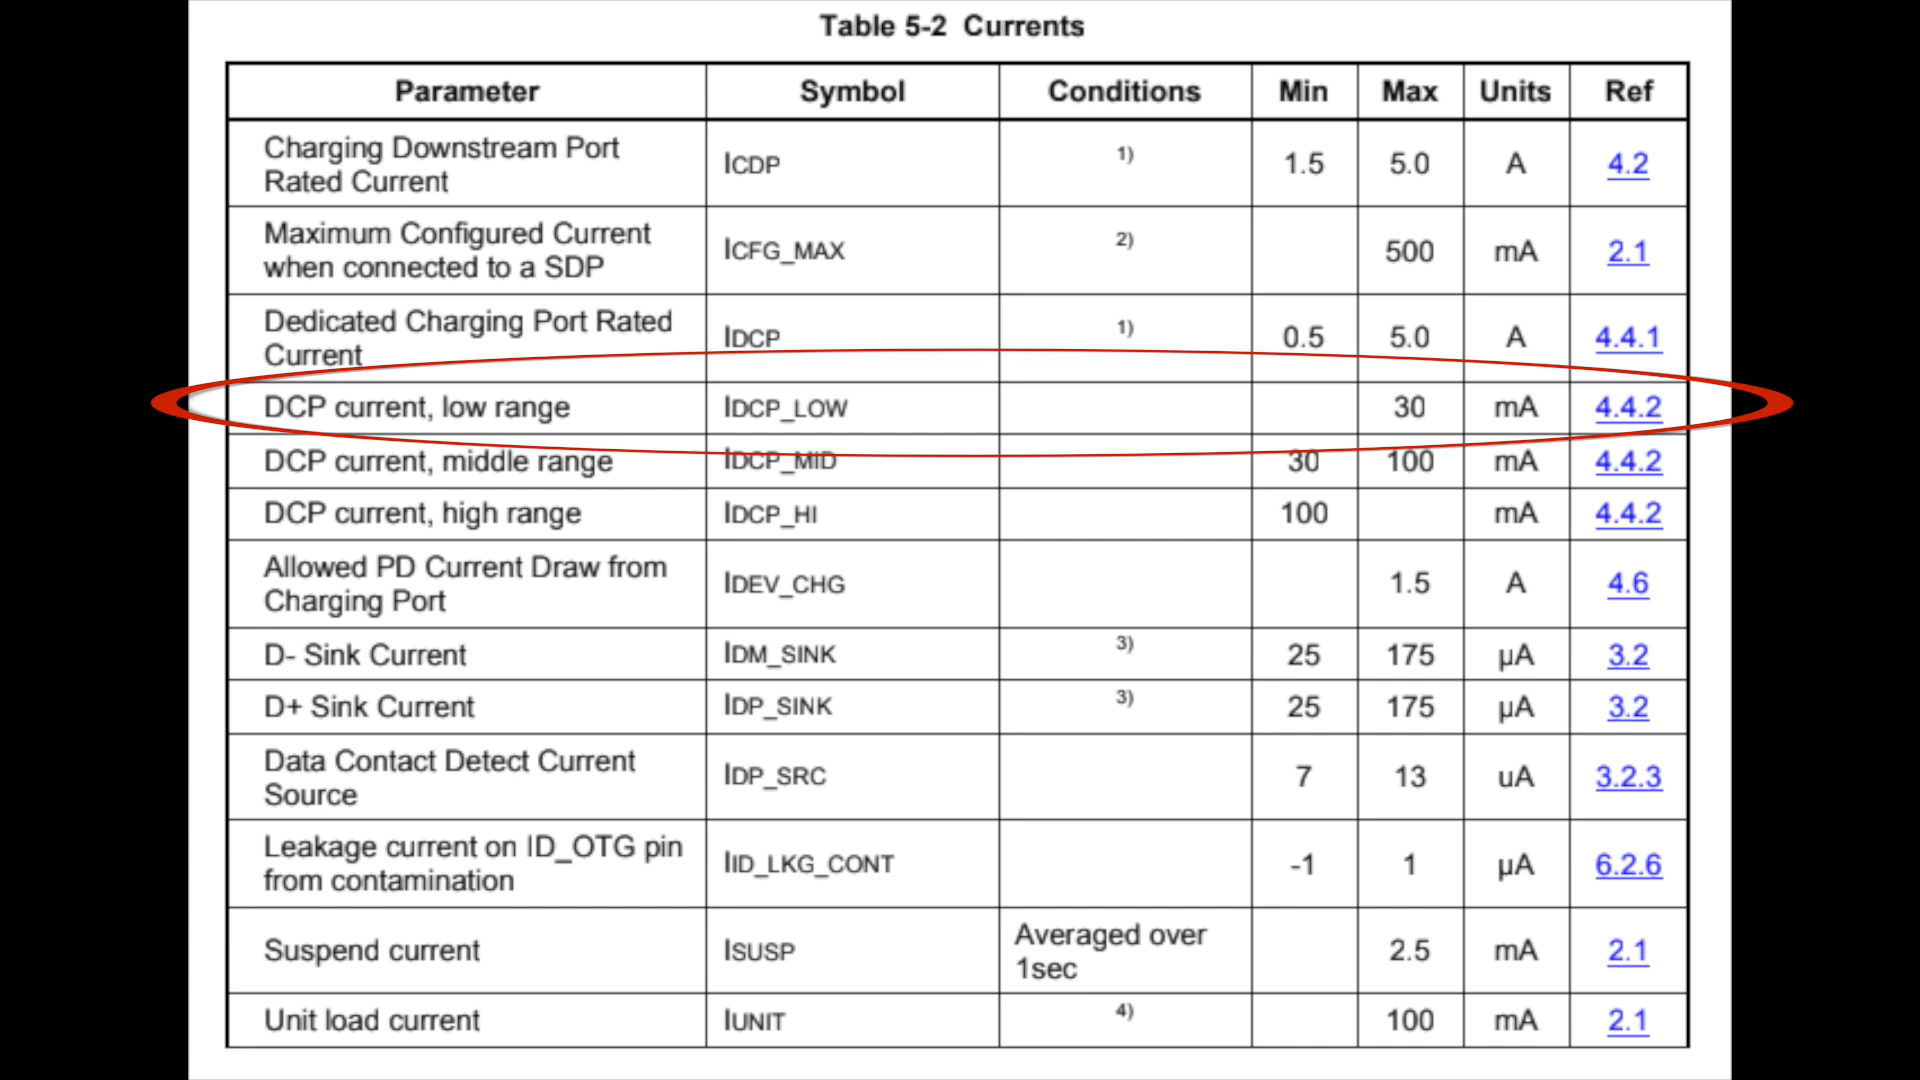 Table 5-2 Currents
Parameter Symbol Conditions Min Max Units Ref
Charging Downstream Port
Rated Current ICDP 1) 1.5 5.0 A 4.2
Maximum Configured Current
when connected to a SDP ICFG_MAX 2) 500 mA 2.1
Dedicated Charging Port Rated
Current IDCP 1) 0.5 5.0 A 4.4.1
DCP current, low range IDCP_LOW 30 mA 4.4.2
DCP current, middle range IDCP_MID 30 100 mA 4.4.2
DCP current, high range IDCP_HI 100 mA 4.4.2
Allowed PD Current Draw from
Charging Port IDEV_CHG 1.5 A 4.6
D- Sink Current IDM_SINK 3) 25 175 µA 3.2
D+ Sink Current IDP_SINK 3) 25 175 µA 3.2
Data Contact Detect Current
Source IDP_SRC 7 13 uA 3.2.3
Leakage current on ID_OTG pin
from contamination IID_LKG_CONT -1 1 µA 6.2.6
Suspend current ISUSP Averaged over
1sec 2.5 mA 2.1
Unit load current IUNIT 4) 100 mA 2.1